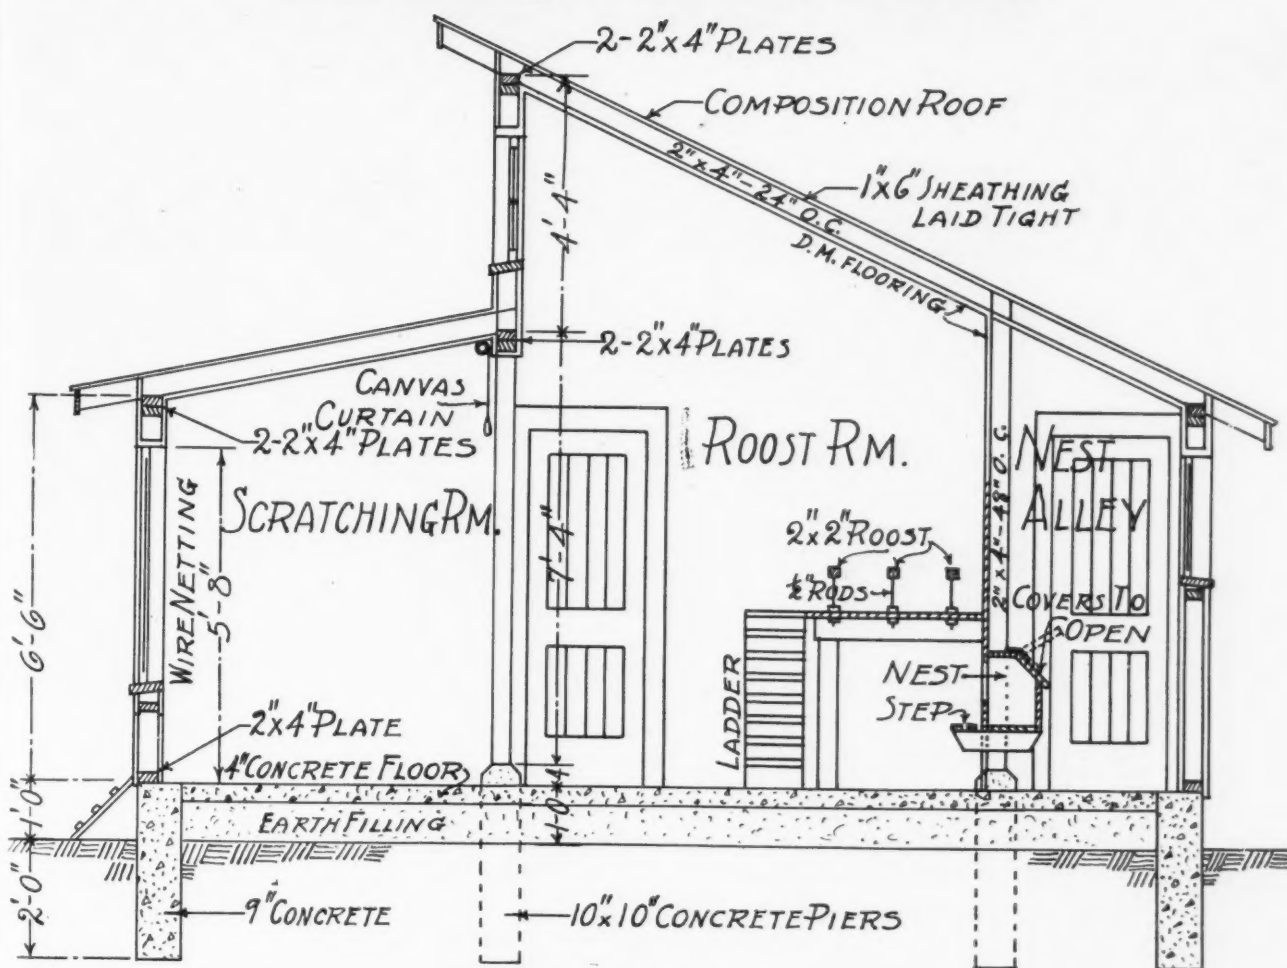 2-2"x4" PLATES
COMPOSITION ROOF
2"x4"-24" O.C.
1"x6" SHEATHING
LAID TIGHT
D.M. FLOORING
4'-4"
2-2"x4" PLATES
CANVAS
CURTAIN
2-2"x4" PLATES
ROOST RM.
NEST
ALLEY
2"x4"-48" O.C.
SCRATCHING RM.
WIRE NETTING
5'-8"
6'-6"
7'-4"
2"x2" ROOST
½" RODS
COVERS TO
OPEN
NEST
STEP
LADDER
2"x4" PLATE
4" CONCRETE FLOOR
4"
1'-0"
1'-0"
EARTH FILLING
2'-0"
9" CONCRETE
10"x10" CONCRETE PIERS